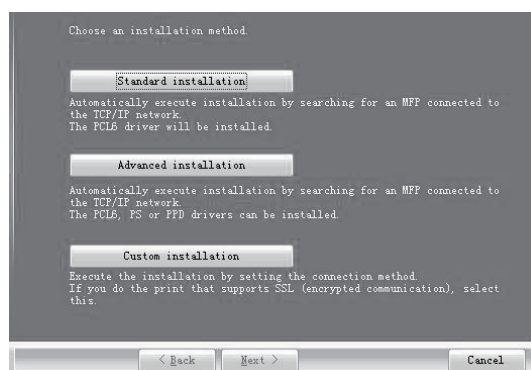 Choose an installation method.
Standard installation
Automatically execute installation by searching for an MFP connected to
the TCP/IP network.
The PCL6 driver will be installed.
Advanced installation
Automatically execute installation by searching for an MFP connected to
the TCP/IP network.
The PCL6, PS or PPD drivers can be installed.
Custom installation
Execute the installation by setting the connection method.
If you do the print that supports SSL (encrypted communication), select
this.
< Back Next > Cancel